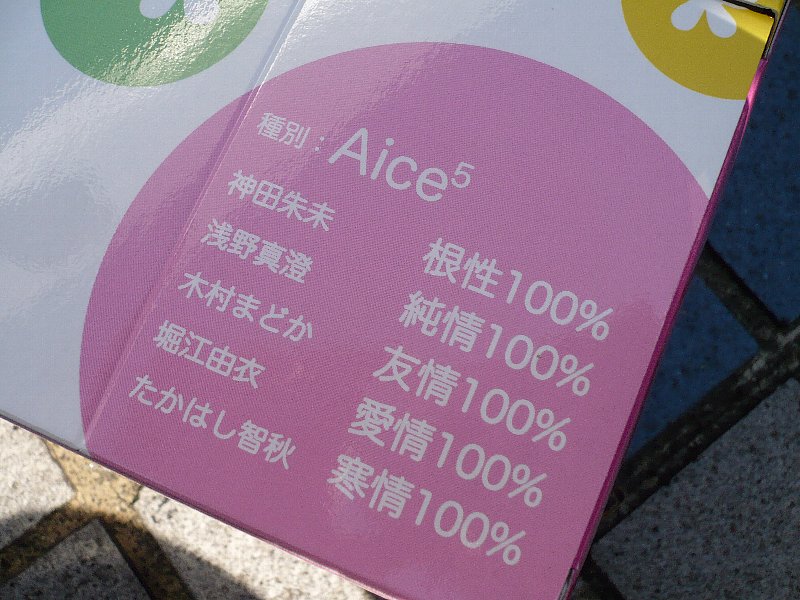 種別：Aice⁵
神田朱未 根性100%
浅野真澄 純情100%
木村まどか 友情100%
堀江由衣 愛情100%
たかはし智秋 寒情100%